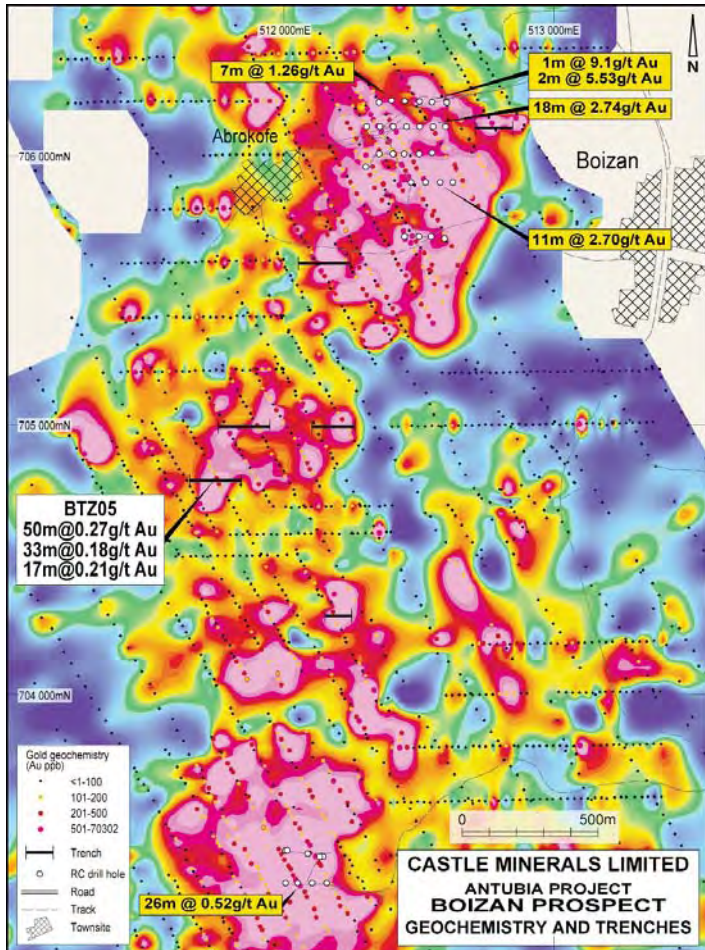 512 000mE
513 000mE
7m @ 1.26g/t Au
1m @ 9.1g/t Au
2m @ 5.53g/t Au
N
18m @ 2.74g/t Au
Abrokofe
706 000mN
Boizan
11m @ 2.70g/t Au
705 000mN
BTZ05
50m@0.27g/t Au
33m@0.18g/t Au
17m@0.21g/t Au
704 000mN
Gold geochemistry
(Au ppb)
<1-100
101-200
201-500
501-70302
Trench
RC drill hole
Road
Track
Townsite
0 500m
26m @ 0.52g/t Au
CASTLE MINERALS LIMITED
ANTUBIA PROJECT
BOIZAN PROSPECT
GEOCHEMISTRY AND TRENCHES